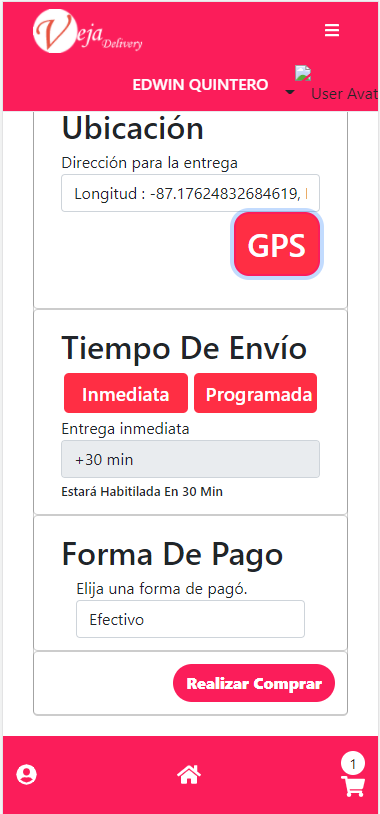 Veja
Delivery
EDWIN QUINTERO
User Avat
Ubicación
Dirección para la entrega
Longitud : -87.17624832684619,
GPS
Tiempo De Envío
Inmediata
Programada
Entrega inmediata
+30 min
Estará Habitilada En 30 Min
Forma De Pago
Elija una forma de pagó.
Efectivo
Realizar Comprar
1